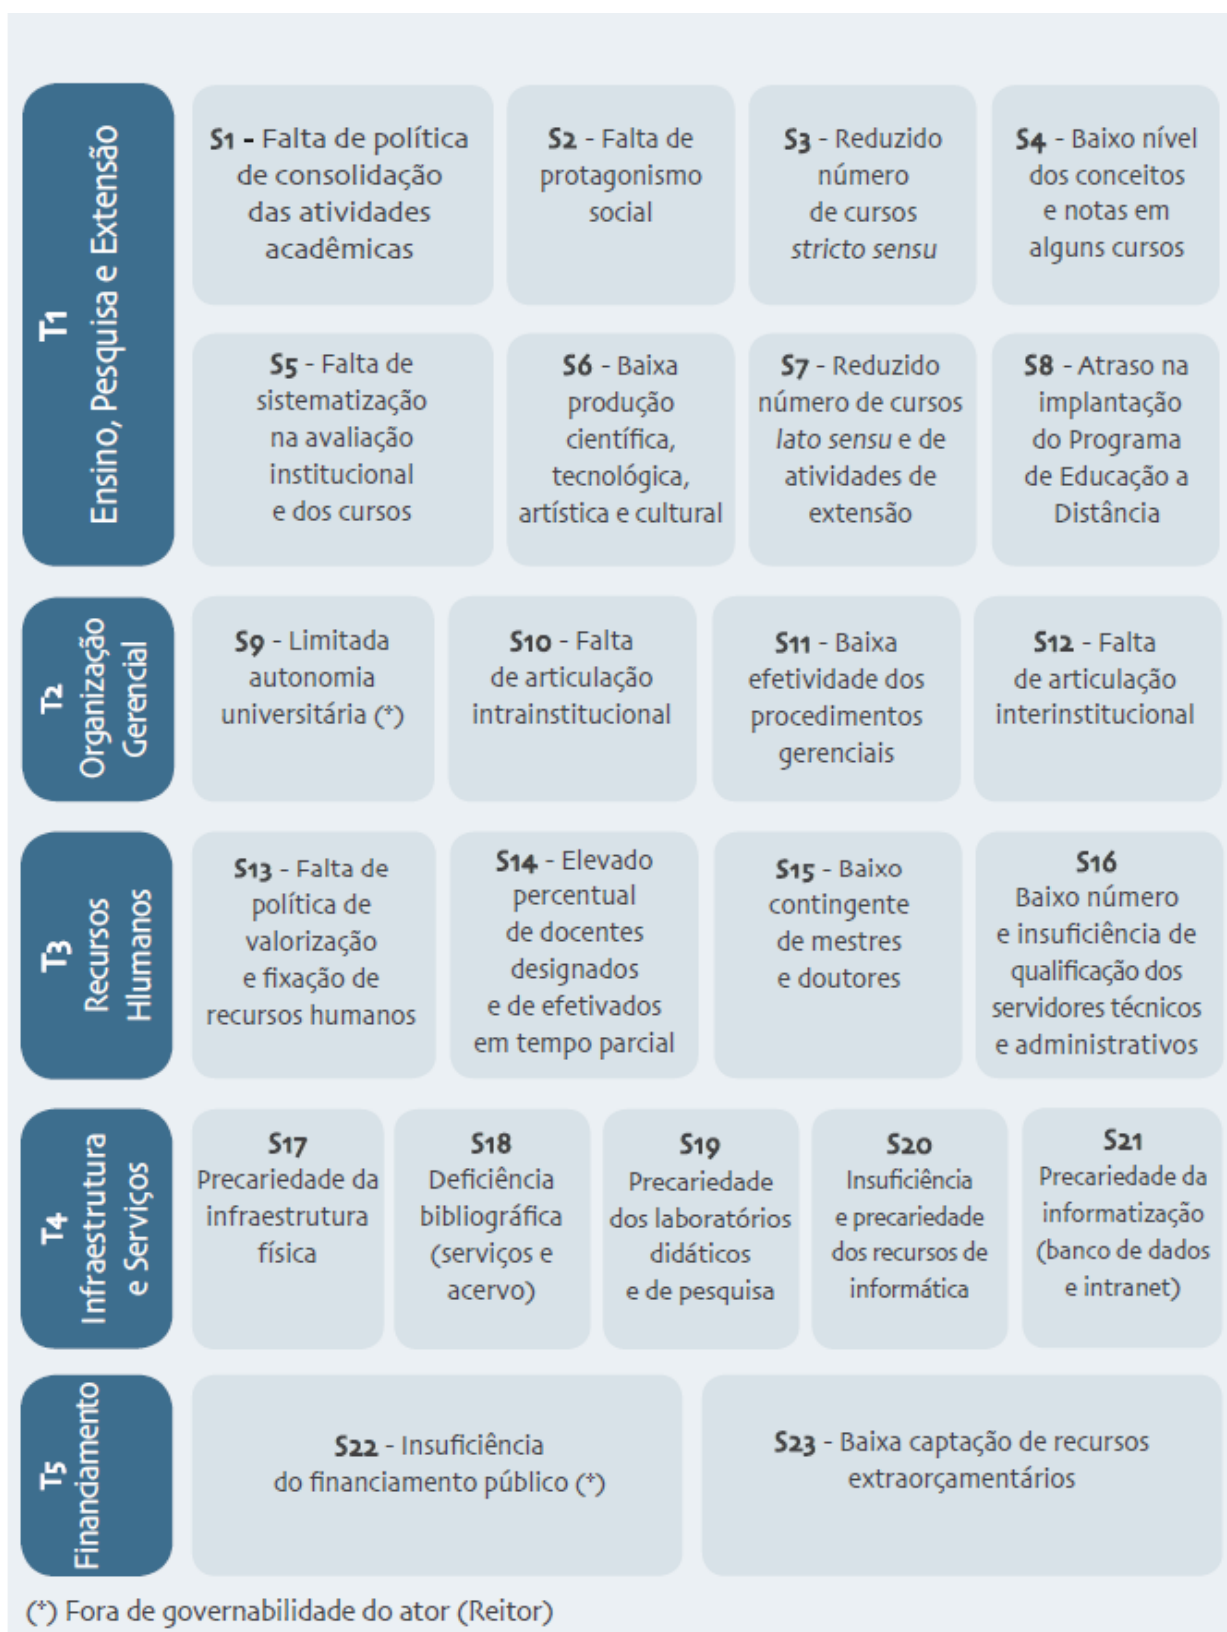 T1
Ensino, Pesquisa e Extensão
S1 - Falta de política
de consolidação
das atividades
acadêmicas
S2 - Falta de
protagonismo
social
S3 - Reduzido
número
de cursos
stricto sensu
S4 - Baixo nível
dos conceitos
e notas em
alguns cursos
S5 - Falta de
sistematização
na avaliação
institucional
e dos cursos
S6 - Baixa
produção
científica,
tecnológica,
artística e cultural
S7 - Reduzido
número de cursos
lato sensu e de
atividades de
extensão
S8 - Atraso na
implantação
do Programa
de Educação a
Distância
T2
Organização
Gerencial
S9 - Limitada
autonomia
universitária (*)
S10 - Falta
de articulação
intrainstitucional
S11 - Baixa
efetividade dos
procedimentos
gerenciais
S12 - Falta
de articulação
interinstitucional
T3
Recursos
Hlumanos
S13 - Falta de
política de
valorização
e fixação de
recursos humanos
S14 - Elevado
percentual
de docentes
designados
e de efetivados
em tempo parcial
S15 - Baixo
contingente
de mestres
e doutores
S16
Baixo número
e insuficiência de
qualificação dos
servidores técnicos
e administrativos
T4
Infraestrutura
e Serviços
S17
Precariedade da
infraestrutura
física
S18
Deficiência
bibliográfica
(serviços e
acervo)
S19
Precariedade
dos laboratórios
didáticos
e de pesquisa
S20
Insuficiência
e precariedade
dos recursos de
informática
S21
Precariedade da
informatização
(banco de dados
e intranet)
T5
Financiamento
S22 - Insuficiência
do financiamento público (*)
S23 - Baixa captação de recursos
extraorçamentários
(*) Fora de governabilidade do ator (Reitor)